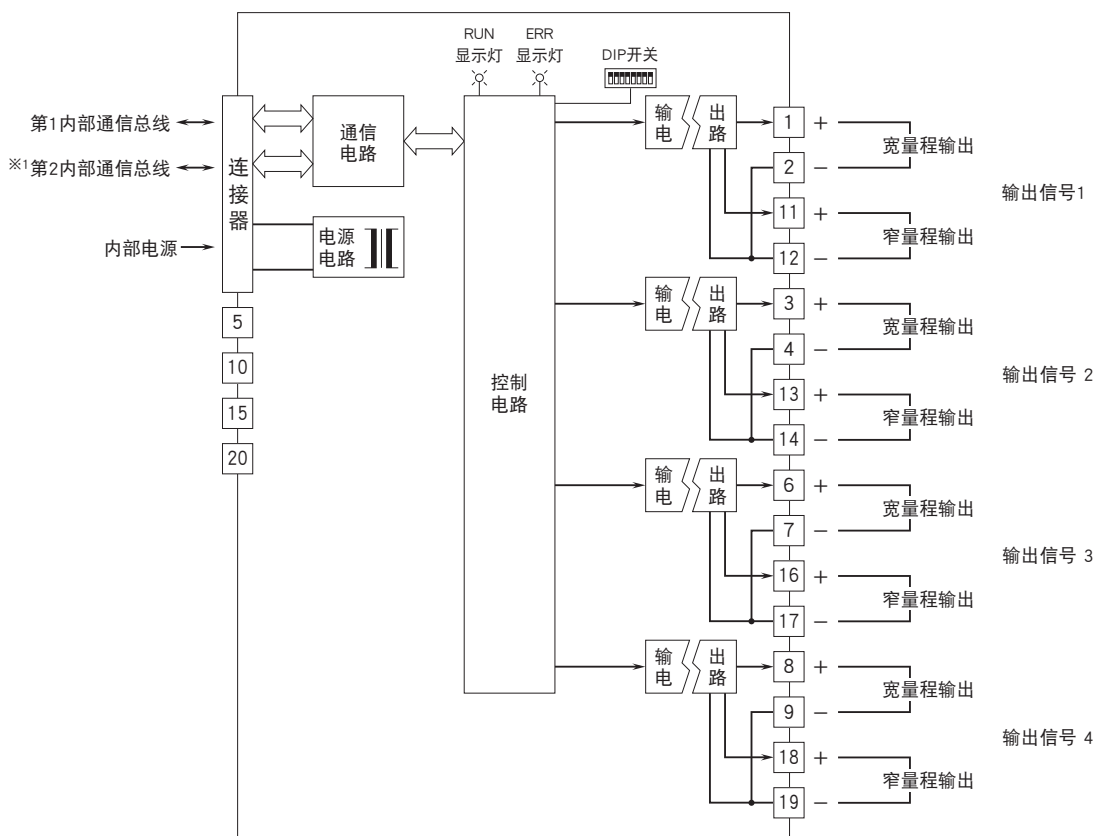 RUN
显示灯
ERR
显示灯
DIP开关
第1内部通信总线
※1第2内部通信总线
内部电源
连接器
通信
电路
电源
电路
5
10
15
20
控制
电路
输 出
电 路
1 +
2 −
宽量程输出
11 +
12 −
窄量程输出
输出信号1
输 出
电 路
3 +
4 −
宽量程输出
13 +
14 −
窄量程输出
输出信号 2
输 出
电 路
6 +
7 −
宽量程输出
16 +
17 −
窄量程输出
输出信号 3
输 出
电 路
8 +
9 −
宽量程输出
18 +
19 −
窄量程输出
输出信号 4